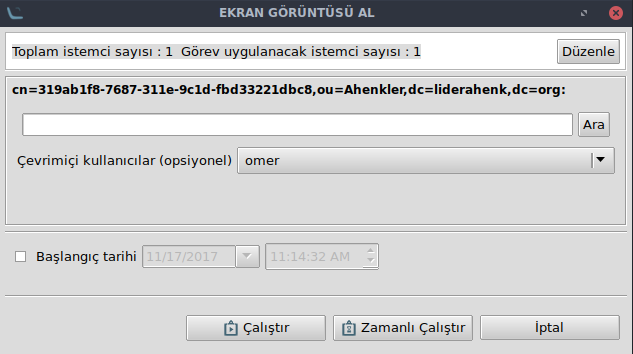 EKRAN GÖRÜNTÜSÜ AL
Toplam istemci sayısı : 1 Görev uygulanacak istemci sayısı : 1
Düzenle
cn=319ab1f8-7687-311e-9c1d-fbd33221dbc8,ou=Ahenkler,dc=liderahenk,dc=org:
Ara
Çevrimiçi kullanıcılar (opsiyonel) omer
Başlangıç tarihi 11/17/2017 11:14:32 AM
Çalıştır Zamanlı Çalıştır İptal